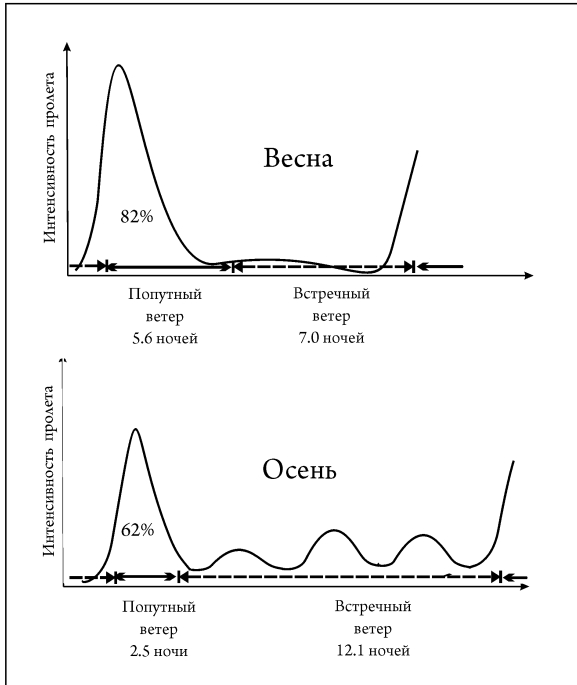 Интенсивность пролета
Весна
82%
Попутный
ветер
5.6 ночей
Встречный
ветер
7.0 ночей
Интенсивность пролета
Осень
62%
Попутный
ветер
2.5 ночи
Встречный
ветер
12.1 ночей